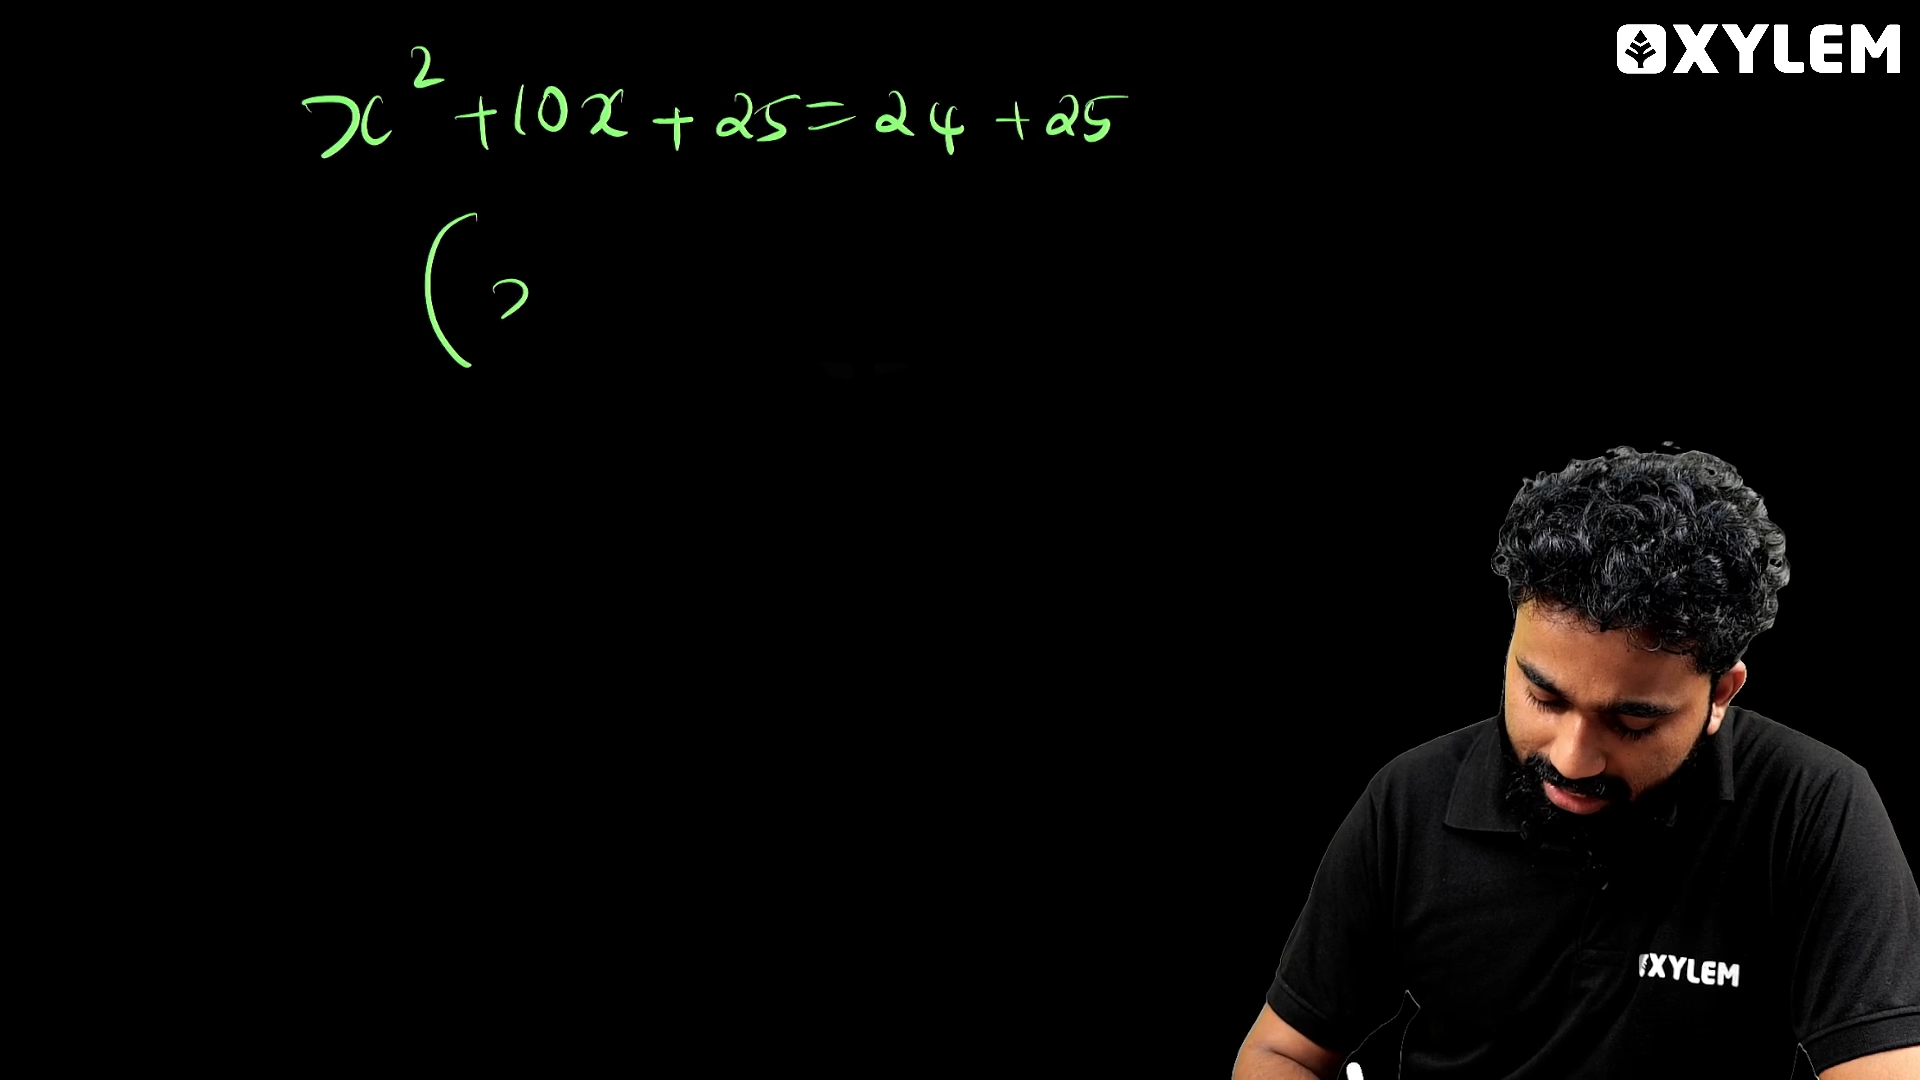 XYLEM
x² + 10x + 25 = 24 + 25
(
XYLEM